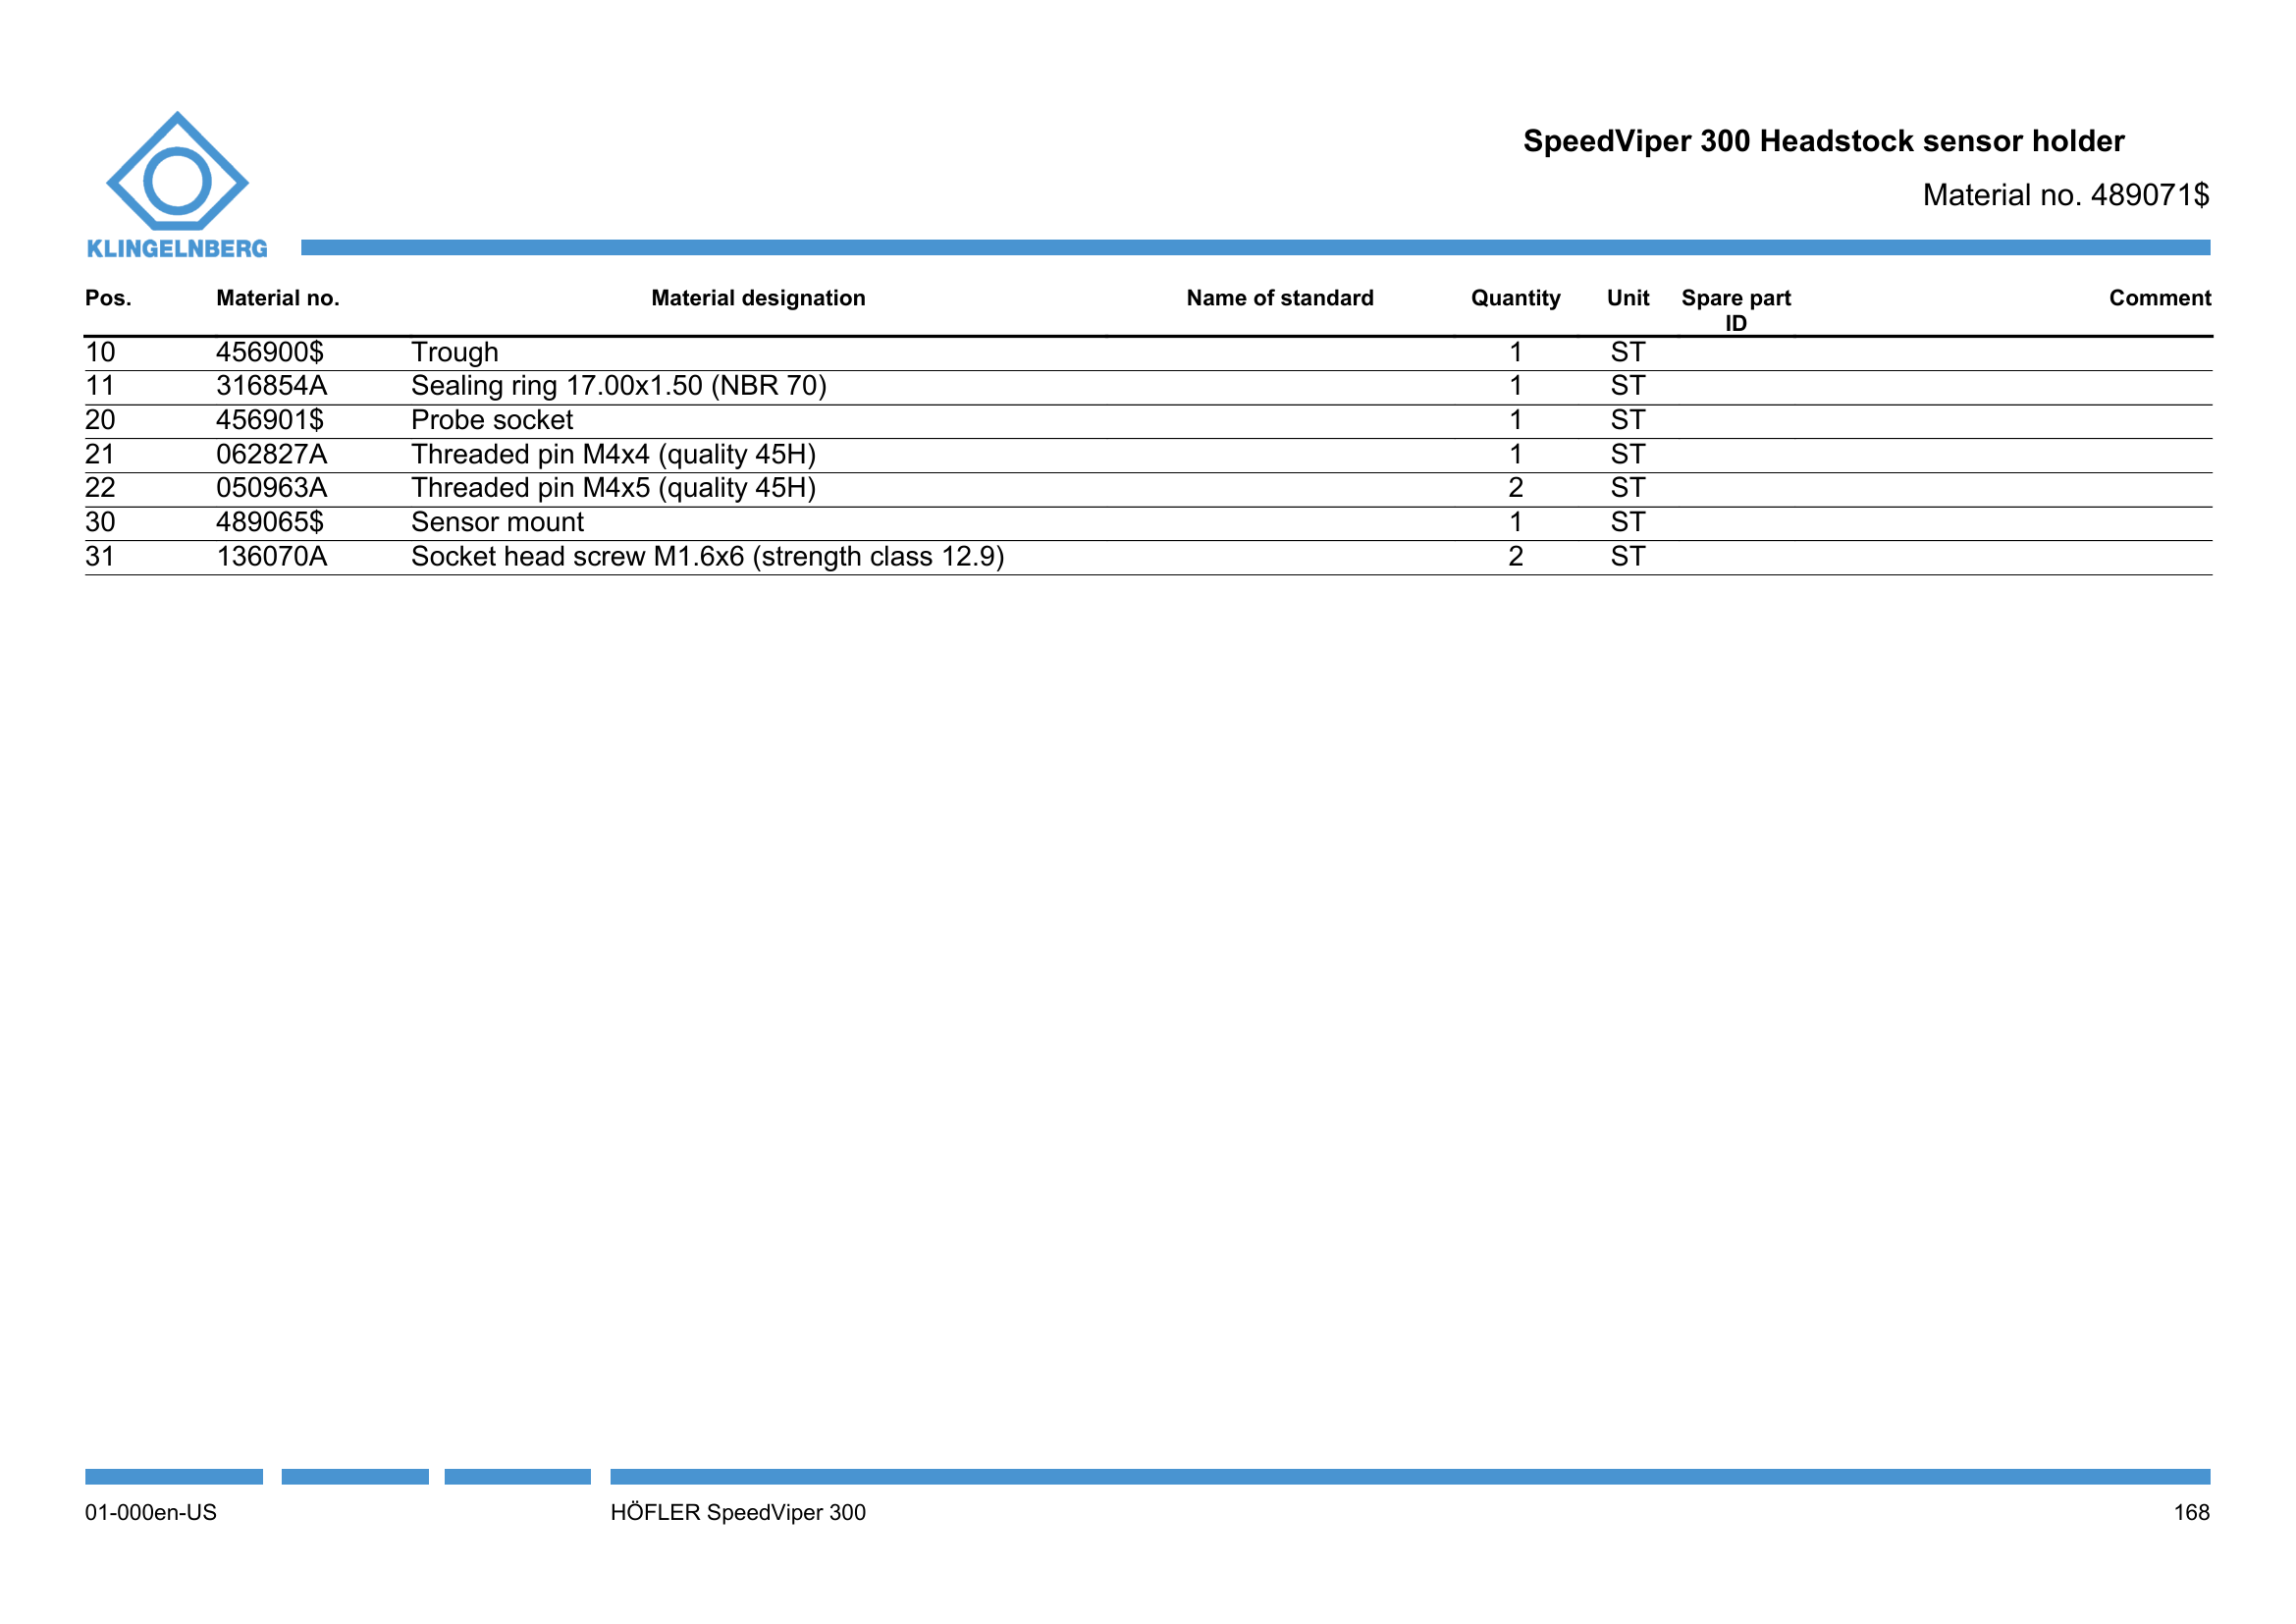 KLINGELNBERG
SpeedViper 300 Headstock sensor holder
Material no. 489071$
Pos. Material no. Material designation Name of standard Quantity Unit Spare part ID Comment
10 456900$ Trough 1 ST
11 316854A Sealing ring 17.00x1.50 (NBR 70) 1 ST
20 456901$ Probe socket 1 ST
21 062827A Threaded pin M4x4 (quality 45H) 1 ST
22 050963A Threaded pin M4x5 (quality 45H) 2 ST
30 489065$ Sensor mount 1 ST
31 136070A Socket head screw M1.6x6 (strength class 12.9) 2 ST
01-000en-US HÖFLER SpeedViper 300 168